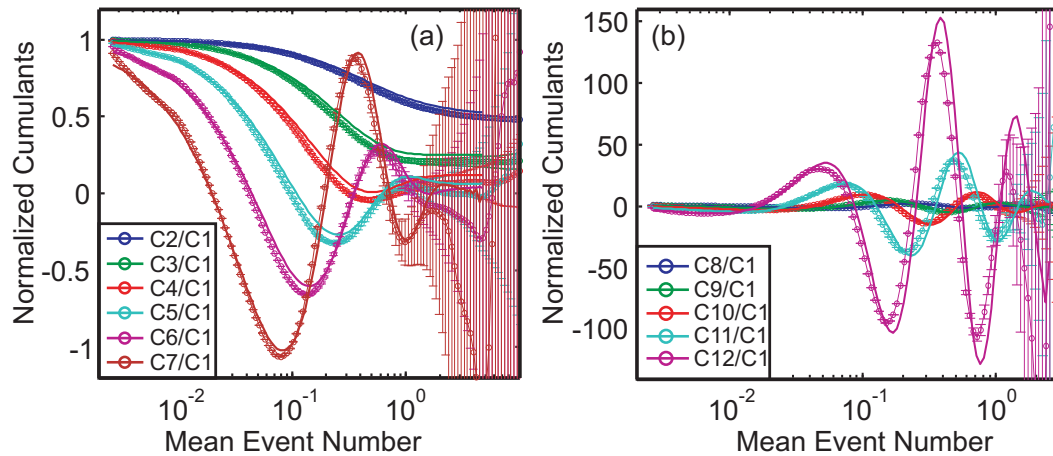 (a)
Normalized Cumulants
1
0.5
0
-0.5
-1
C2/C1
C3/C1
C4/C1
C5/C1
C6/C1
C7/C1
10^-2
10^-1
10^0
Mean Event Number
(b)
Normalized Cumulants
150
100
50
0
-50
-100
C8/C1
C9/C1
C10/C1
C11/C1
C12/C1
10^-2
10^-1
10^0
Mean Event Number